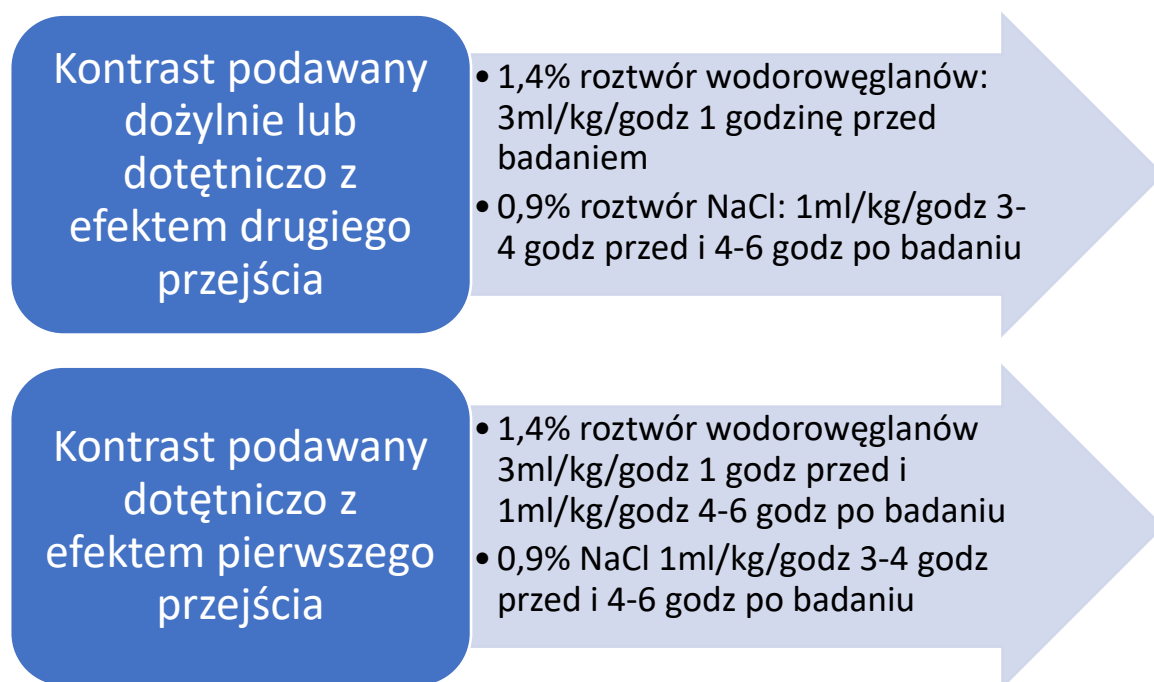 Kontrast podawany
dożylnie lub
dotętniczo z
efektem drugiego
przejścia
• 1,4% roztwór wodorowęglanów:
3ml/kg/godz 1 godzinę przed
badaniem
• 0,9% roztwór NaCl: 1ml/kg/godz 3-
4 godz przed i 4-6 godz po badaniu
Kontrast podawany
dotętniczo z
efektem pierwszego
przejścia
• 1,4% roztwór wodorowęglanów
3ml/kg/godz 1 godz przed i
1ml/kg/godz 4-6 godz po badaniu
• 0,9% NaCl 1ml/kg/godz 3-4 godz
przed i 4-6 godz po badaniu